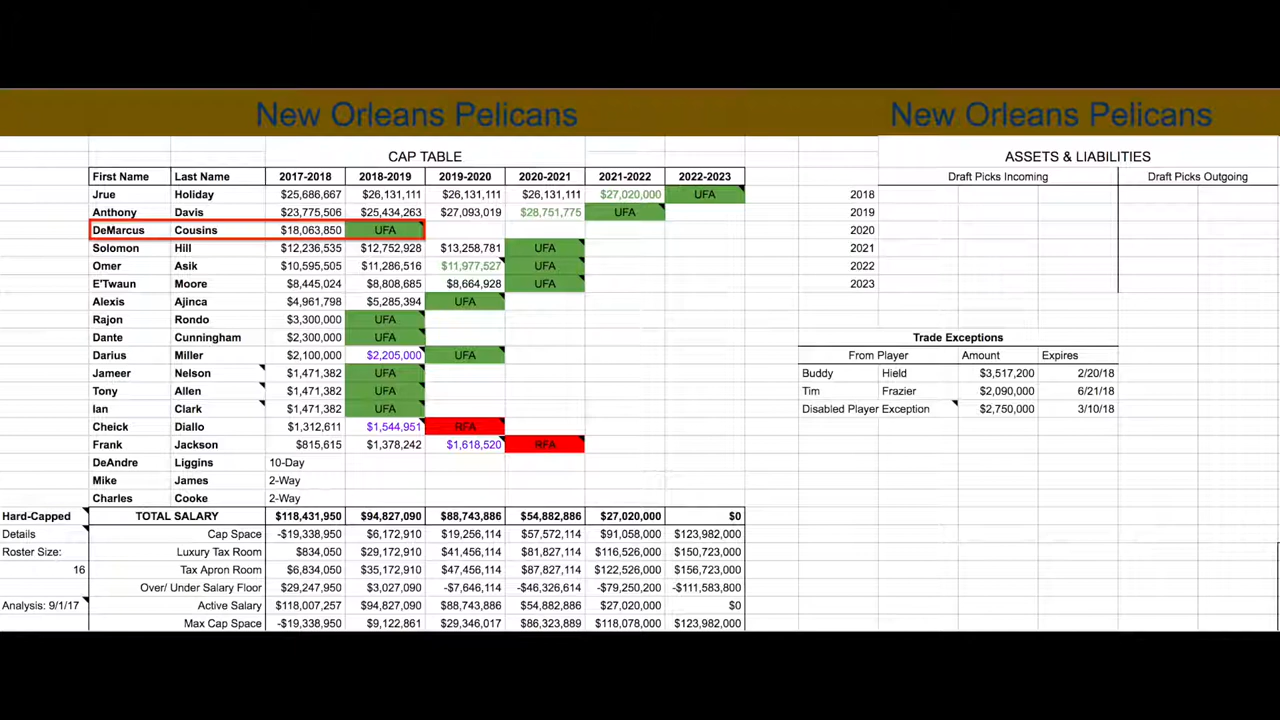 New Orleans Pelicans New Orleans Pelicans
CAP TABLE ASSETS & LIABILITIES
First Name Last Name 2017-2018 2018-2019 2019-2020 2020-2021 2021-2022 2022-2023 Draft Picks Incoming Draft Picks Outgoing
Jrue Holiday $25,686,667 $26,131,111 $26,131,111 $26,131,111 $27,020,000 UFA 2018
Anthony Davis $23,775,506 $25,434,263 $27,093,019 $28,751,775 UFA 2019
DeMarcus Cousins $18,063,850 UFA 2020
Solomon Hill $12,236,535 $12,752,928 $13,258,781 UFA 2021
Omer Asik $10,595,505 $11,286,516 $11,977,527 UFA 2022
E'Twaun Moore $8,445,024 $8,808,685 $8,664,928 UFA 2023
Alexis Ajinca $4,961,798 $5,285,394 UFA
Rajon Rondo $3,300,000 UFA
Dante Cunningham $2,300,000 UFA Trade Exceptions
Darius Miller $2,100,000 $2,205,000 UFA From Player Amount Expires
Jameer Nelson $1,471,382 UFA Buddy Hield $3,517,200 2/20/18
Tony Allen $1,471,382 UFA Tim Frazier $2,090,000 6/21/18
Ian Clark $1,471,382 UFA Disabled Player Exception $2,750,000 3/10/18
Cheick Diallo $1,312,611 $1,544,951 RFA
Frank Jackson $815,615 $1,378,242 $1,618,520 RFA
DeAndre Liggins 10-Day
Mike James 2-Way
Charles Cooke 2-Way
Hard-Capped TOTAL SALARY $118,431,950 $94,827,090 $88,743,886 $54,882,886 $27,020,000 $0
Details Cap Space -$19,338,950 $6,172,910 $19,256,114 $57,572,114 $91,058,000 $123,982,000
Roster Size: Luxury Tax Room $834,050 $29,172,910 $41,456,114 $81,827,114 $116,526,000 $150,723,000
16 Tax Apron Room $6,834,050 $35,172,910 $47,456,114 $87,827,114 $122,526,000 $156,723,000
Over/ Under Salary Floor $29,247,950 $3,027,090 -$7,646,114 -$46,326,614 -$79,250,200 -$111,583,800
Analysis: 9/1/17 Active Salary $118,007,257 $94,827,090 $88,743,886 $54,882,886 $27,020,000 $0
Max Cap Space -$19,338,950 $9,122,861 $29,346,017 $86,323,889 $118,078,000 $123,982,000